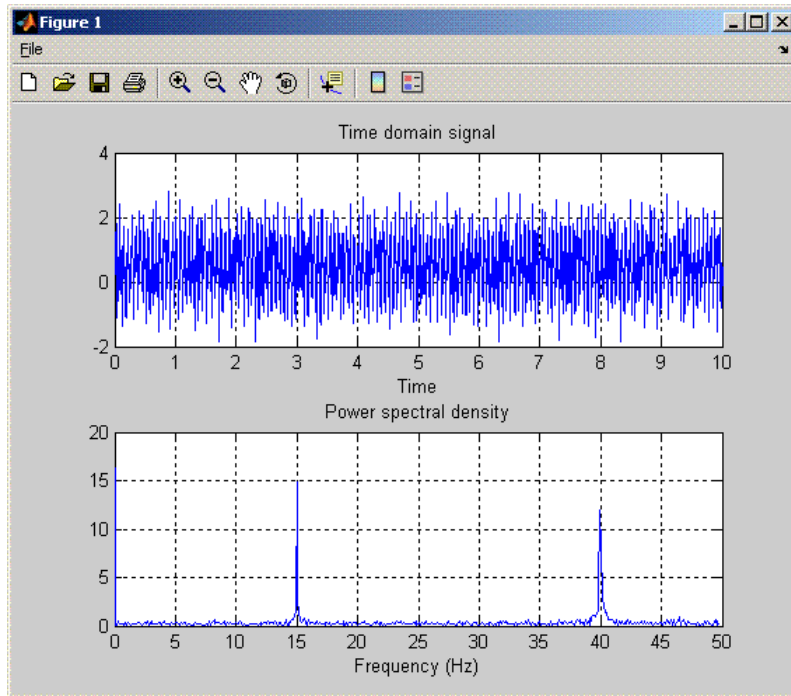 Figure 1
File
Time domain signal
4
2
0
-2
0 1 2 3 4 5 6 7 8 9 10
Time
Power spectral density
20
15
10
5
0
0 5 10 15 20 25 30 35 40 45 50
Frequency (Hz)